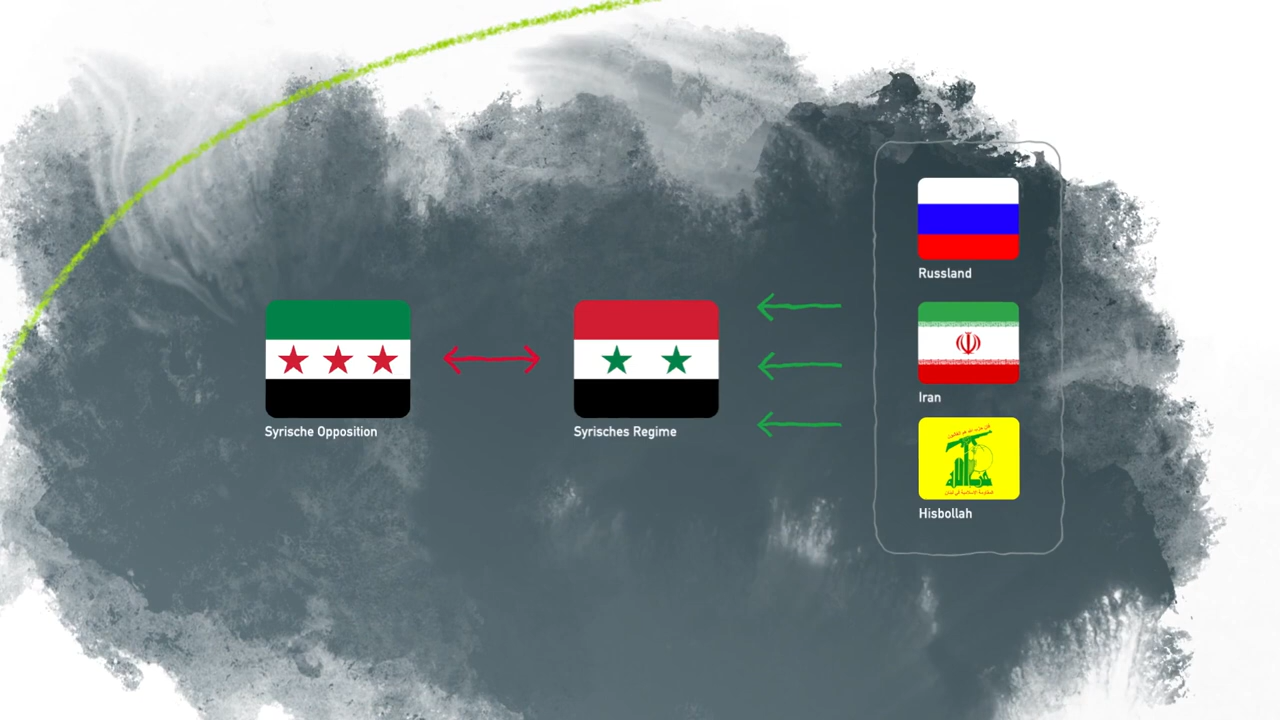 Syrische Opposition
Syrisches Regime
Russland
Iran
Hisbollah